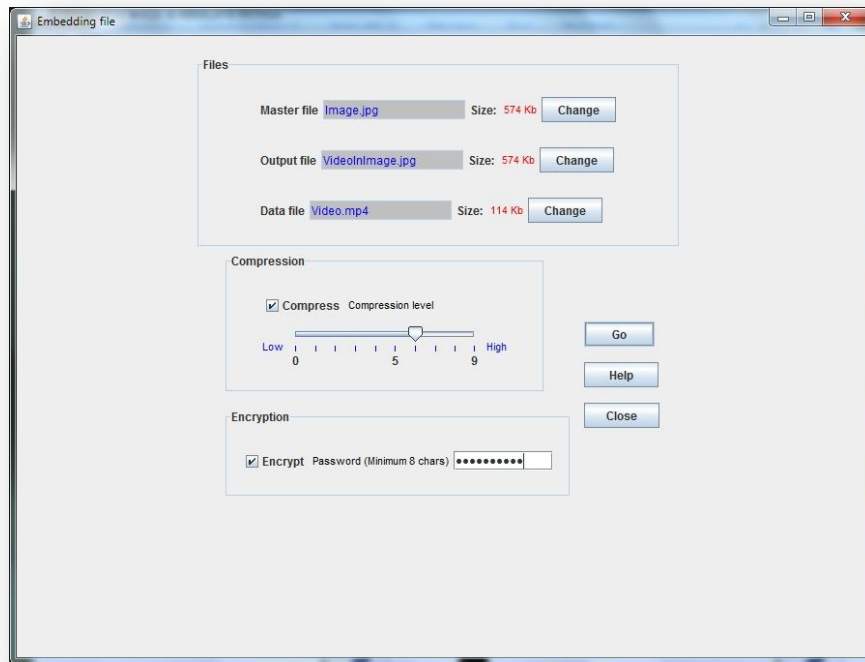 Embedding file
Files
Master file Image.jpg Size: 574 Kb Change
Output file VideoInImage.jpg Size: 574 Kb Change
Data file Video.mp4 Size: 114 Kb Change
Compression
Compress Compression level
Low High
0 5 9
Go
Help
Close
Encryption
Encrypt Password (Minimum 8 chars) ••••••••••